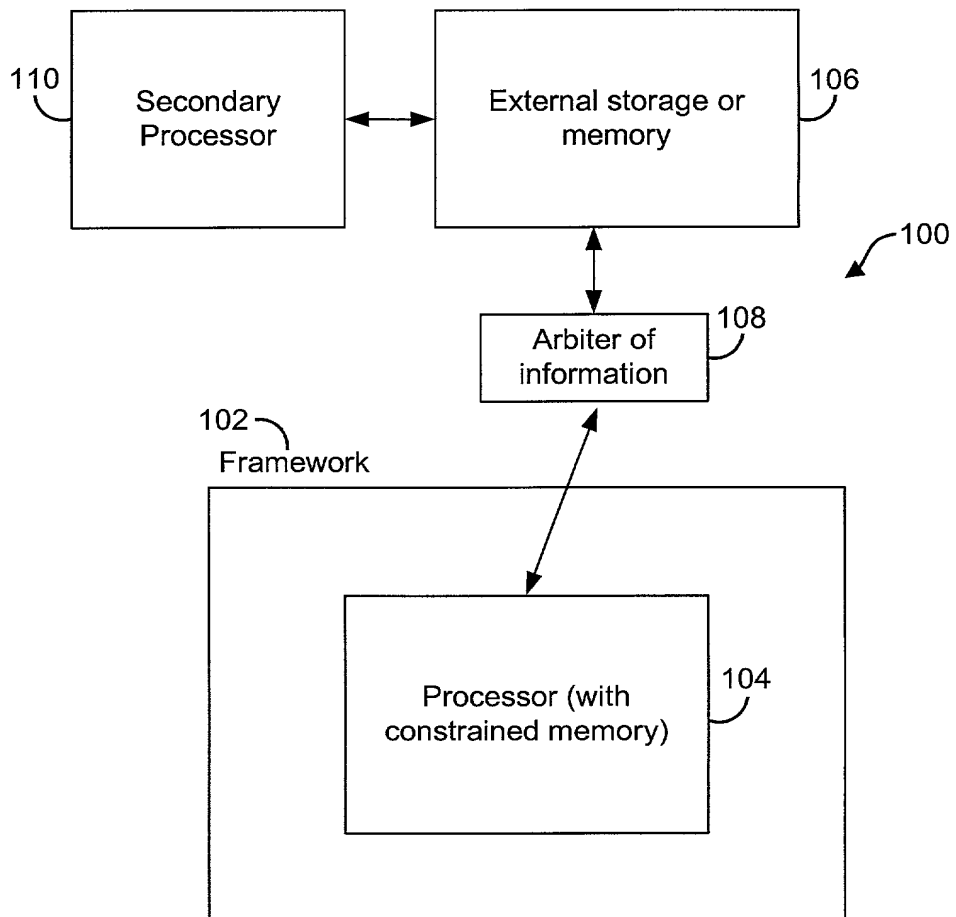 110
Secondary
Processor
External storage or
memory
106
100
Arbiter of
information
108
102
Framework
Processor (with
constrained memory)
104